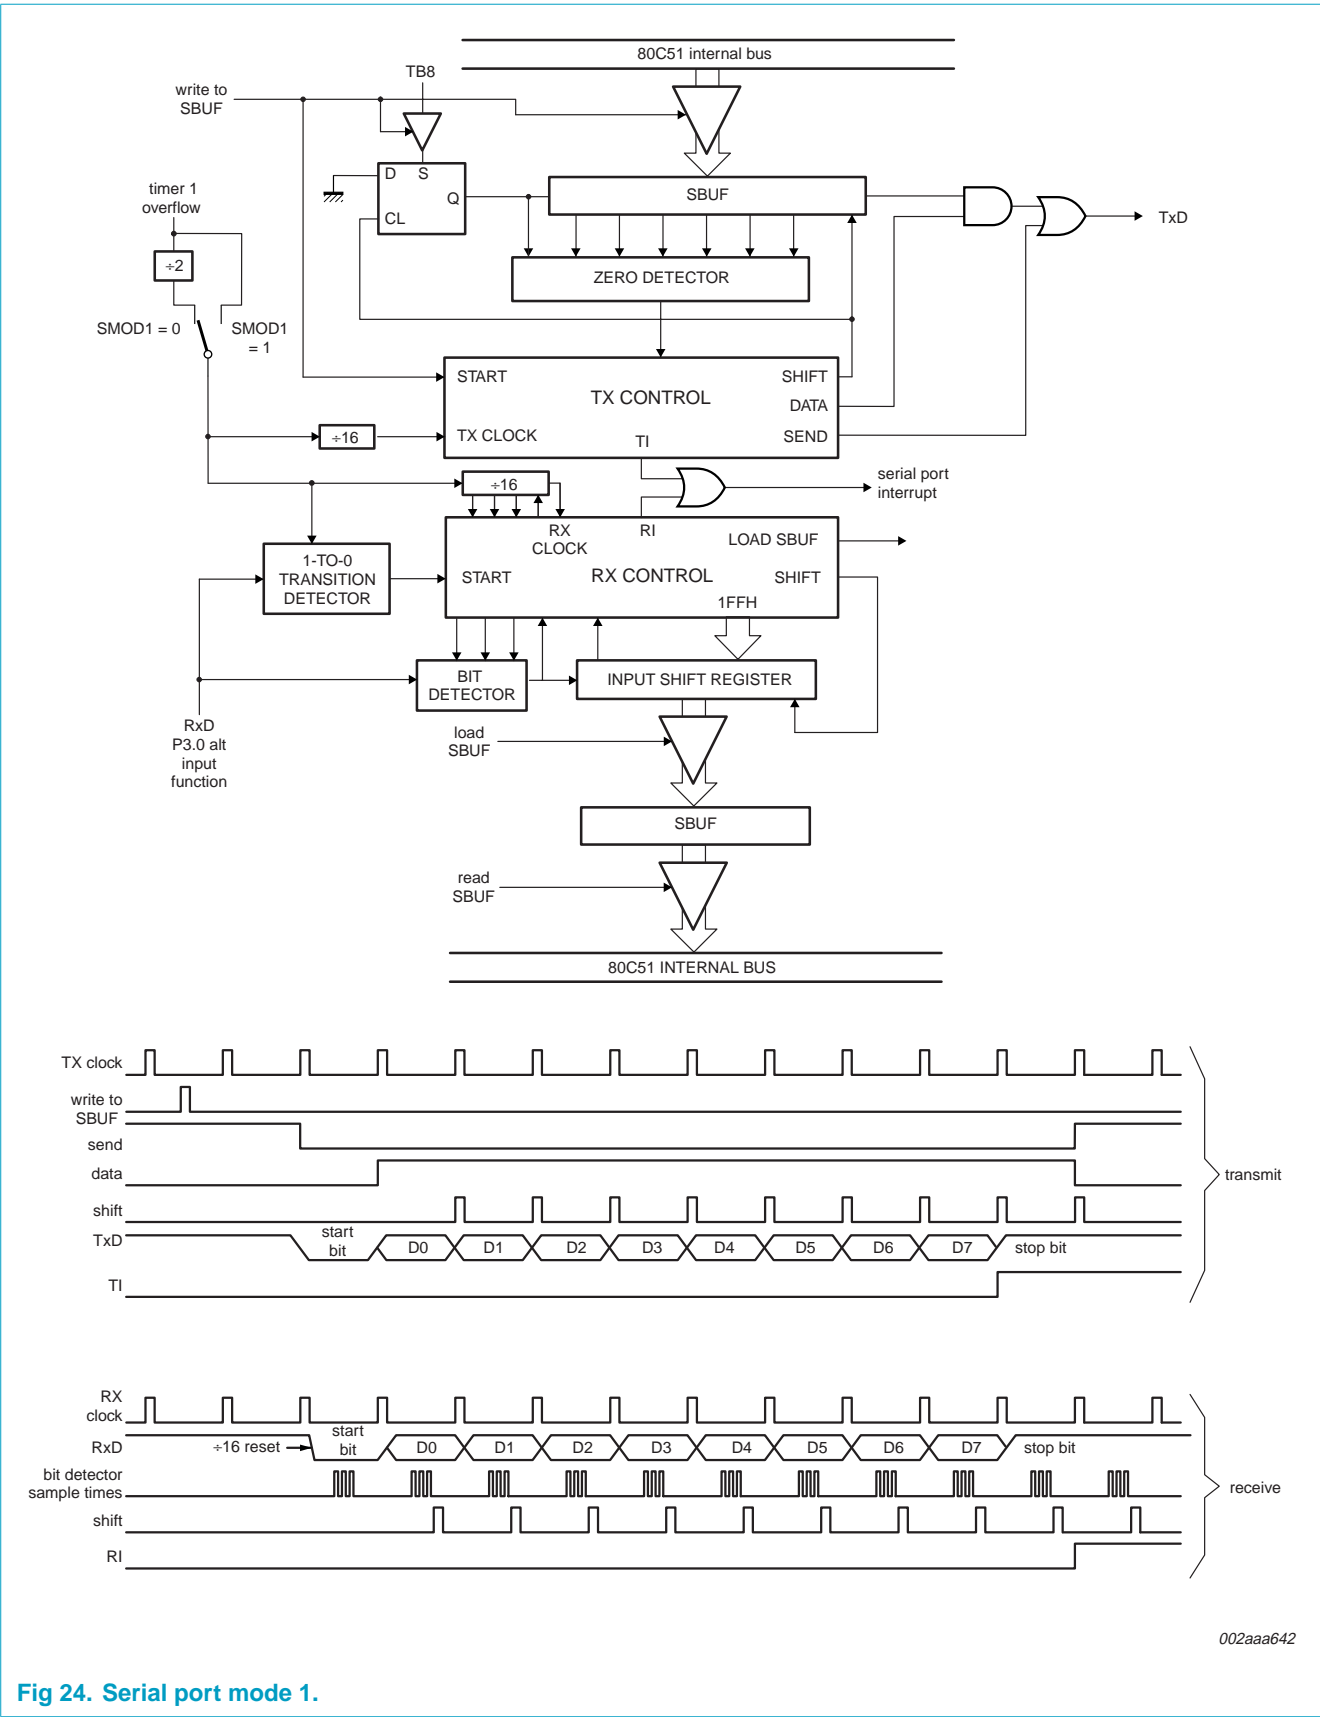 80C51 internal bus
TB8
write to
SBUF
D
S
Q
CL
SBUF
TxD
timer 1
overflow
÷2
ZERO DETECTOR
SMOD1 = 0
SMOD1
= 1
START
SHIFT
TX CONTROL
DATA
÷16
TX CLOCK
TI
SEND
÷16
serial port
interrupt
RX
CLOCK
RI
LOAD SBUF
1-TO-0
TRANSITION
DETECTOR
START
RX CONTROL
SHIFT
1FFH
BIT
DETECTOR
INPUT SHIFT REGISTER
RxD
P3.0 alt
input
function
load
SBUF
SBUF
read
SBUF
80C51 INTERNAL BUS
TX clock
write to
SBUF
send
data
transmit
shift
TxD
start
bit
D0
D1
D2
D3
D4
D5
D6
D7
stop bit
TI
RX
clock
RxD
÷16 reset
start
bit
D0
D1
D2
D3
D4
D5
D6
D7
stop bit
bit detector
sample times
receive
shift
RI
002aaa642
Fig 24. Serial port mode 1.